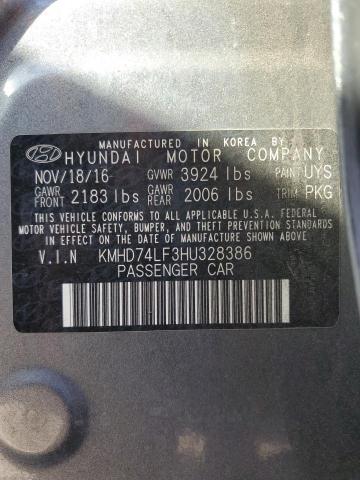 MANUFACTURED IN KOREA BY
HYUNDAI MOTOR COMPANY
NOV/18/16 GVWR 3924 lbs PAINT UYS
GAWR FRONT 2183 lbs GAWR REAR 2006 lbs TRIM PKG
THIS VEHICLE CONFORMS TO ALL APPLICABLE U.S.A. FEDERAL
MOTOR VEHICLE SAFETY, BUMPER, AND THEFT PREVENTION
STANDARDS IN EFFECT ON THE DATE OF MANUFACTURE SHOWN ABOVE.
V.I.N KMHD74LF3HU328386
PASSENGER CAR